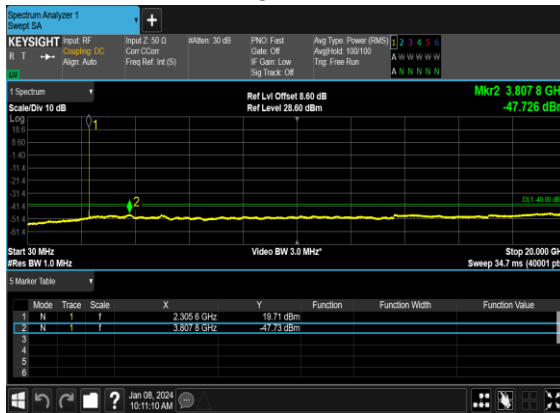 Spectrum Analyzer 1
Swept SA
KEYSIGHT Input: RF Input Z: 50 Ω #Atten: 30 dB PNO: Fast Avg Type: Power (RMS) 1 2 3 4 5 6
R T Coupling: DC Corr CCorr Gate: Off Avg|Hold: 100/100 A W W W W W
Align: Auto Freq Ref: Int (S) IF Gain: Low Trig: Free Run
LXI Sig Track: Off A N N N N N
1 Spectrum Ref Lvl Offset 8.60 dB Mkr2 3.807 8 GH
Scale/Div 10 dB Ref Level 28.60 dBm -47.726 dBr
Log
18.6
8.60
-1.40
-11.4
-21.4
-31.4
-41.4
-51.4
-61.4
1
2
DL1 -40.00 dB
Start 30 MHz Video BW 3.0 MHz* Stop 20.000 GH
#Res BW 1.0 MHz Sweep 34.7 ms (40001 pt
5 Marker Table
Mode Trace Scale X Y Function Function Width Function Value
1 N 1 f 2.305 6 GHz 19.71 dBm
2 N 1 f 3.807 8 GHz -47.73 dBm
3
4
5
6
? Jan 08, 2024
10:11:10 AM